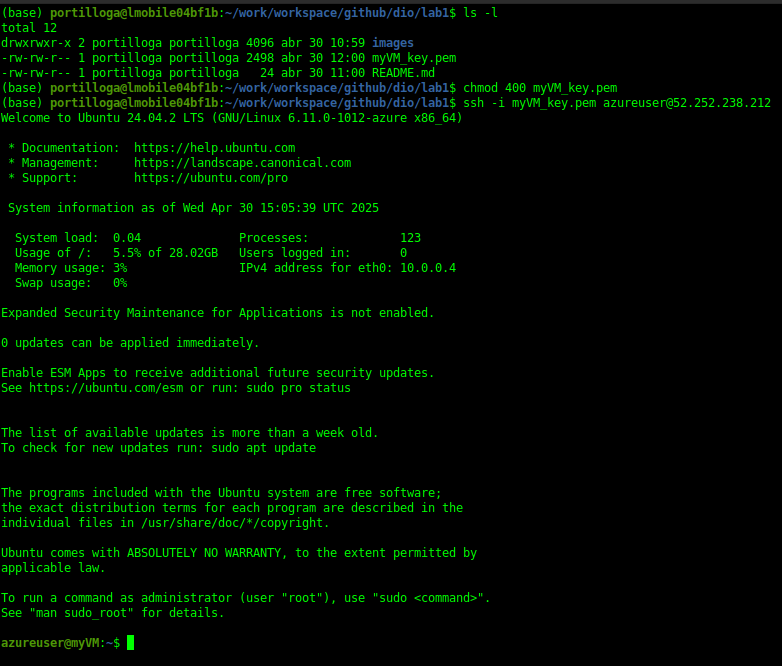 (base) portilloga@lmobile04bf1b:~/work/workspace/github/dio/lab1$ ls -l
total 12
drwxrwxr-x 2 portilloga portilloga 4096 abr 30 10:59 images
-rw-rw-r-- 1 portilloga portilloga 2498 abr 30 12:00 myVM_key.pem
-rw-rw-r-- 1 portilloga portilloga   24 abr 30 11:00 README.md
(base) portilloga@lmobile04bf1b:~/work/workspace/github/dio/lab1$ chmod 400 myVM_key.pem
(base) portilloga@lmobile04bf1b:~/work/workspace/github/dio/lab1$ ssh -i myVM_key.pem azureuser@52.252.238.212
Welcome to Ubuntu 24.04.2 LTS (GNU/Linux 6.11.0-1012-azure x86_64)
 * Documentation:  https://help.ubuntu.com
 * Management:     https://landscape.canonical.com
 * Support:        https://ubuntu.com/pro
 System information as of Wed Apr 30 15:05:39 UTC 2025
  System load:  0.04              Processes:             123
  Usage of /:   5.5% of 28.02GB   Users logged in:       0
  Memory usage: 3%                IPv4 address for eth0: 10.0.0.4
  Swap usage:   0%
Expanded Security Maintenance for Applications is not enabled.
0 updates can be applied immediately.
Enable ESM Apps to receive additional future security updates.
See https://ubuntu.com/esm or run: sudo pro status
The list of available updates is more than a week old.
To check for new updates run: sudo apt update
The programs included with the Ubuntu system are free software;
the exact distribution terms for each program are described in the
individual files in /usr/share/doc/*/copyright.
Ubuntu comes with ABSOLUTELY NO WARRANTY, to the extent permitted by
applicable law.
To run a command as administrator (user "root"), use "sudo <command>".
See "man sudo_root" for details.
azureuser@myVM:~$